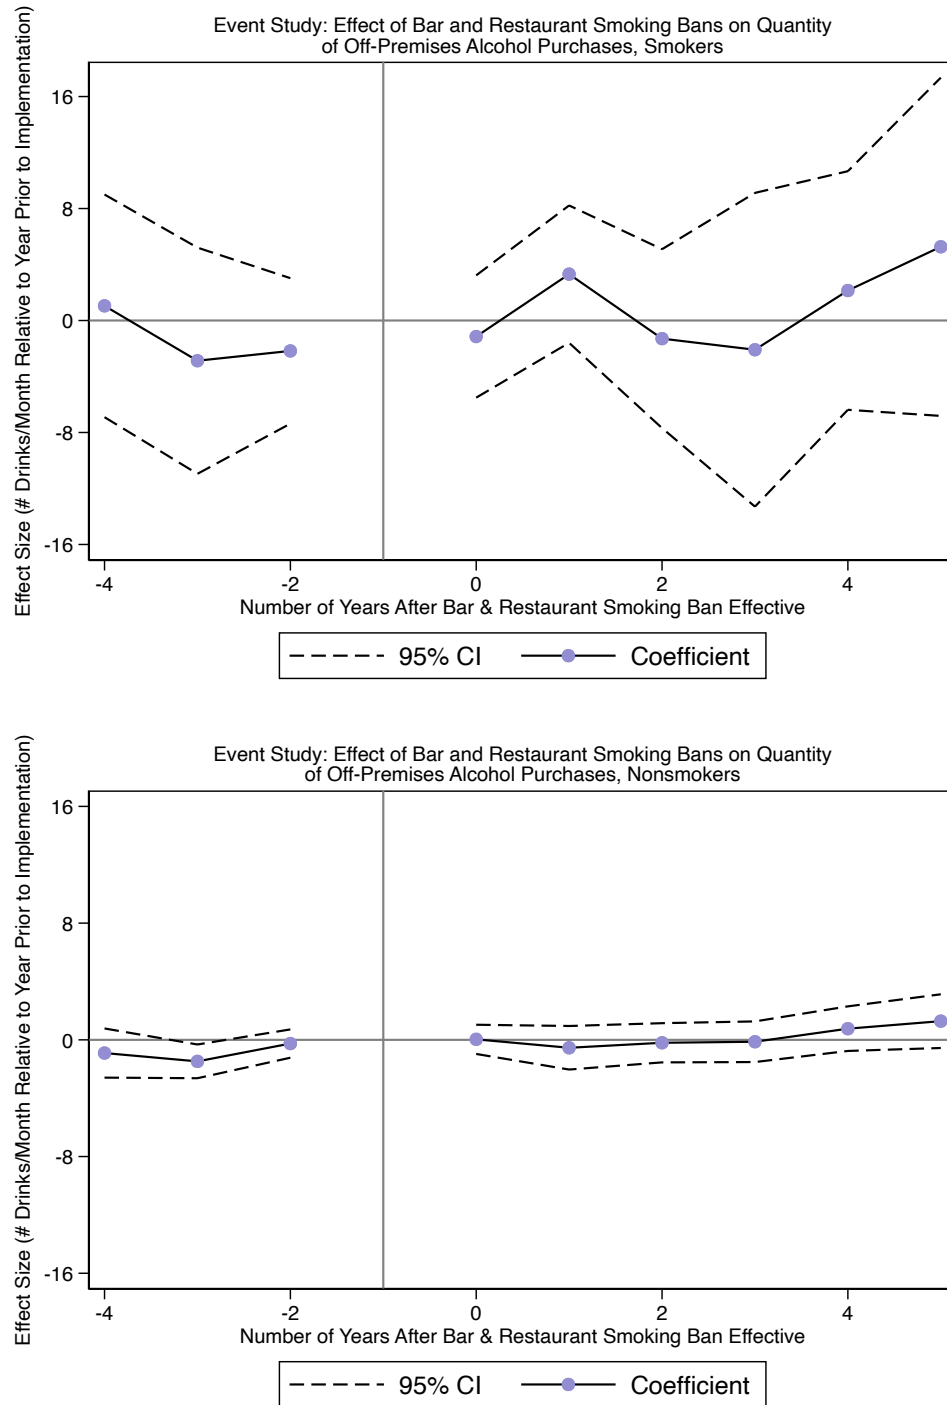 Event Study: Effect of Bar and Restaurant Smoking Bans on Quantity
of Off-Premises Alcohol Purchases, Smokers
Effect Size (# Drinks/Month Relative to Year Prior to Implementation)
16
8
0
-8
-16
-4
-2
0
2
4
Number of Years After Bar & Restaurant Smoking Ban Effective
95% CI
Coefficient
Event Study: Effect of Bar and Restaurant Smoking Bans on Quantity
of Off-Premises Alcohol Purchases, Nonsmokers
Effect Size (# Drinks/Month Relative to Year Prior to Implementation)
16
8
0
-8
-16
-4
-2
0
2
4
Number of Years After Bar & Restaurant Smoking Ban Effective
95% CI
Coefficient